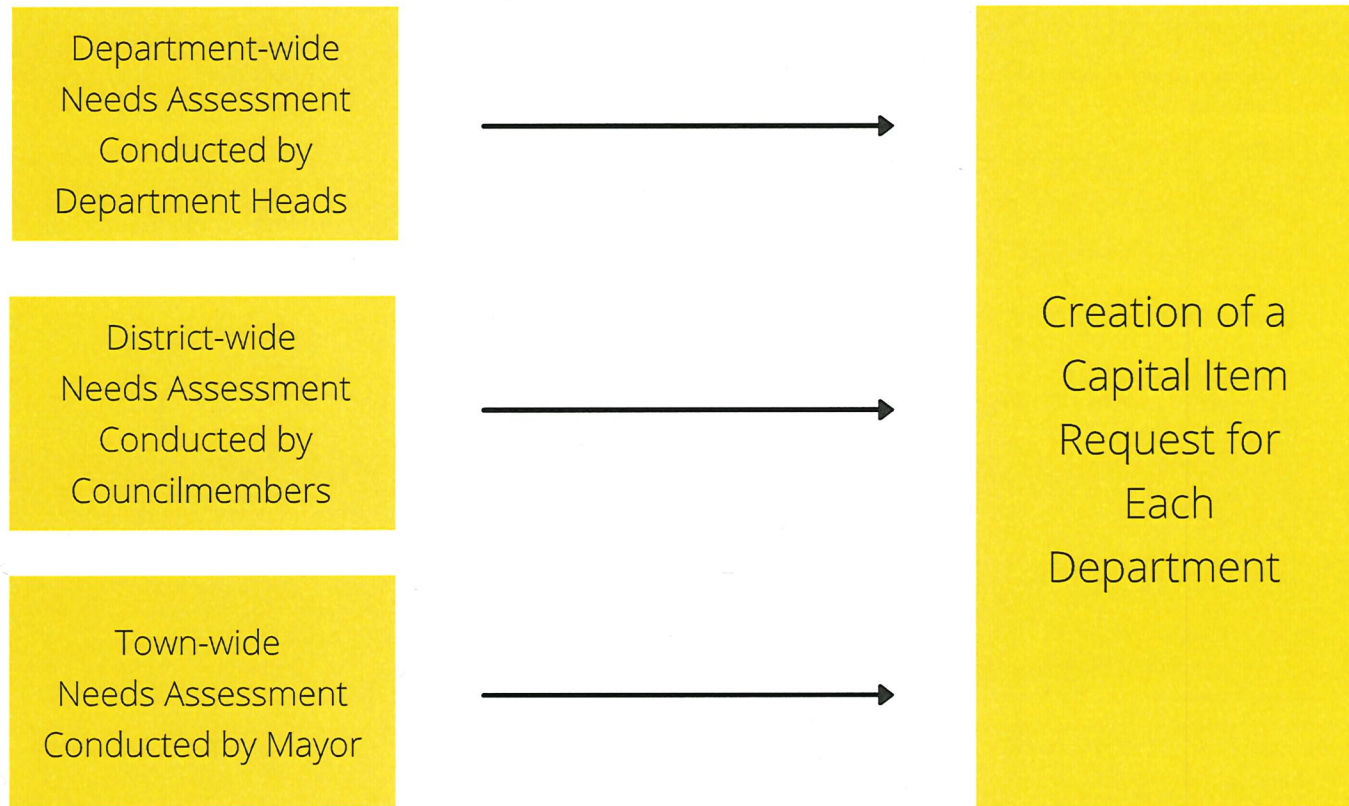 Department-wide
Needs Assessment
Conducted by
Department Heads
District-wide
Needs Assessment
Conducted by
Councilmembers
Town-wide
Needs Assessment
Conducted by Mayor
Creation of a
Capital Item
Request for
Each
Department